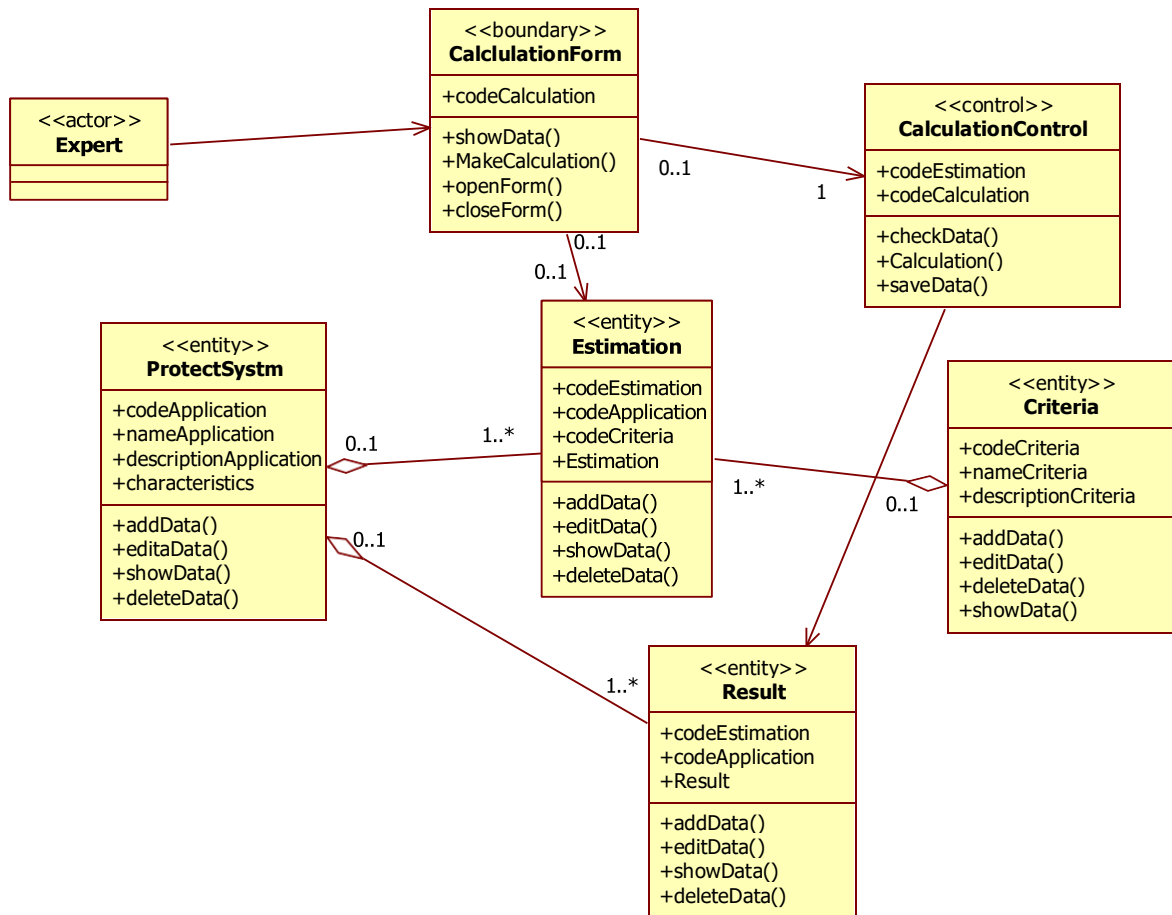 <<boundary>>
CalclulationForm
+codeCalculation
+showData()
+MakeCalculation()
+openForm()
+closeForm()
<<actor>>
Expert
<<control>>
CalculationControl
+codeEstimation
+codeCalculation
+checkData()
+Calculation()
+saveData()
0..1
1
0..1
0..1
<<entity>>
ProtectSystm
+codeApplication
+nameApplication
+descriptionApplication
+characteristics
+addData()
+editaData()
+showData()
+deleteData()
0..1
1..*
<<entity>>
Estimation
+codeEstimation
+codeApplication
+codeCriteria
+Estimation
+addData()
+editData()
+showData()
+deleteData()
1..*
0..1
<<entity>>
Criteria
+codeCriteria
+nameCriteria
+descriptionCriteria
+addData()
+editData()
+deleteData()
+showData()
0..1
1..*
<<entity>>
Result
+codeEstimation
+codeApplication
+Result
+addData()
+editData()
+showData()
+deleteData()